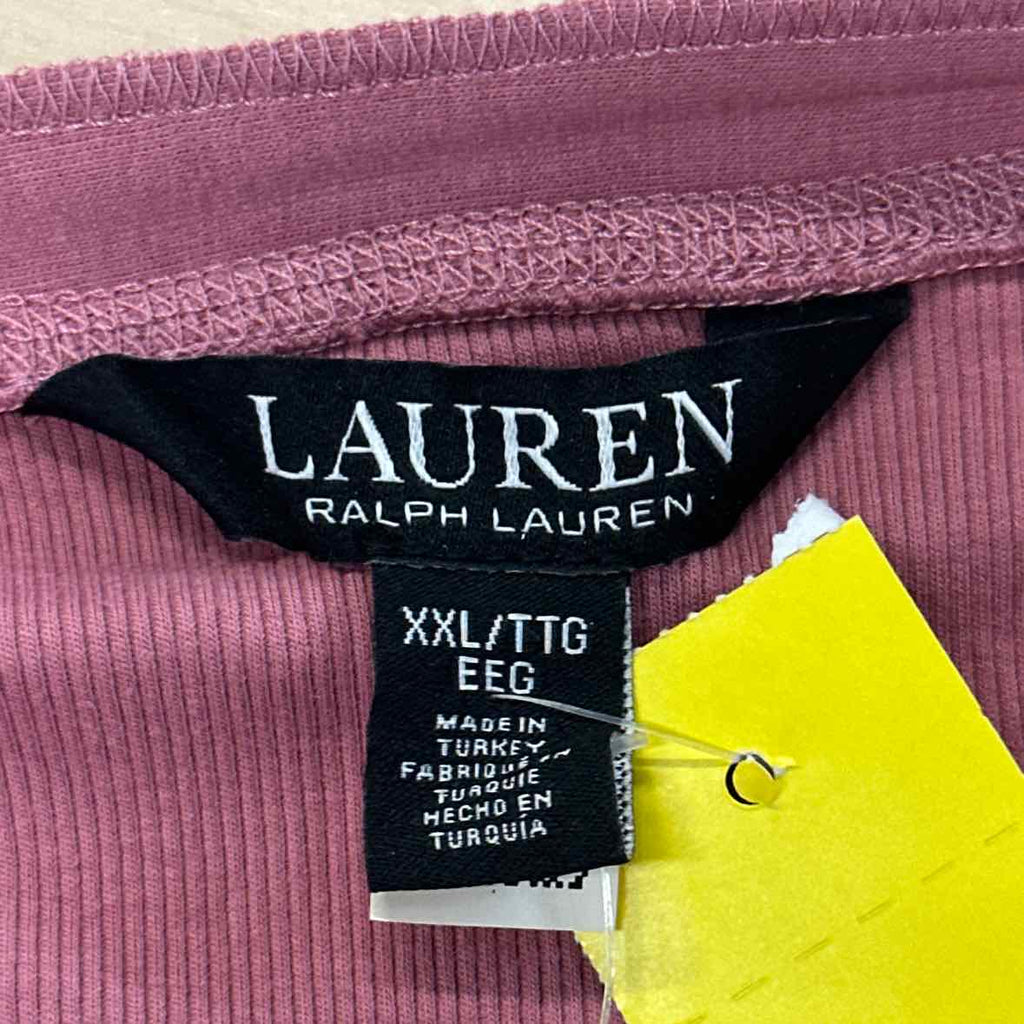 LAUREN
RALPH LAUREN
XXL/TTG
EEG
MADE IN
TURKEY
FABRIQUÉ
TURQUIE
HECHO EN
TURQUÍA